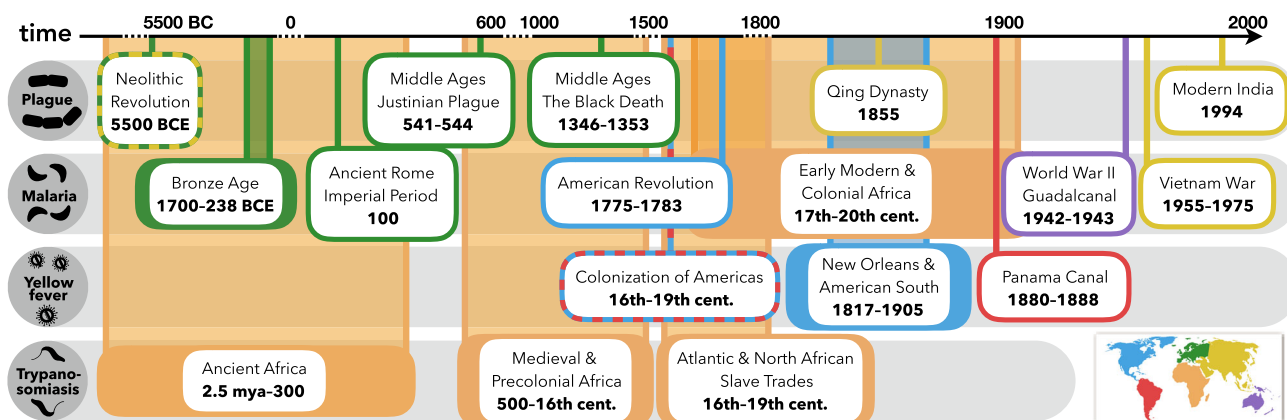 5500 BC
0
600
1000
1500
1800
1900
2000
time
Plague
Neolithic
Revolution
5500 BCE
Middle Ages
Justinian Plague
541–544
Middle Ages
The Black Death
1346–1353
Qing Dynasty
1855
Modern India
1994
Malaria
Bronze Age
1700–238 BCE
Ancient Rome
Imperial Period
100
American Revolution
1775–1783
Early Modern &
Colonial Africa
17th–20th cent.
World War II
Guadalcanal
1942–1943
Vietnam War
1955–1975
Yellow
fever
Colonization of Americas
16th–19th cent.
New Orleans &
American South
1817–1905
Panama Canal
1880–1888
Trypano-
somiasis
Ancient Africa
2.5 mya–300
Medieval &
Precolonial Africa
500–16th cent.
Atlantic & North African
Slave Trades
16th–19th cent.